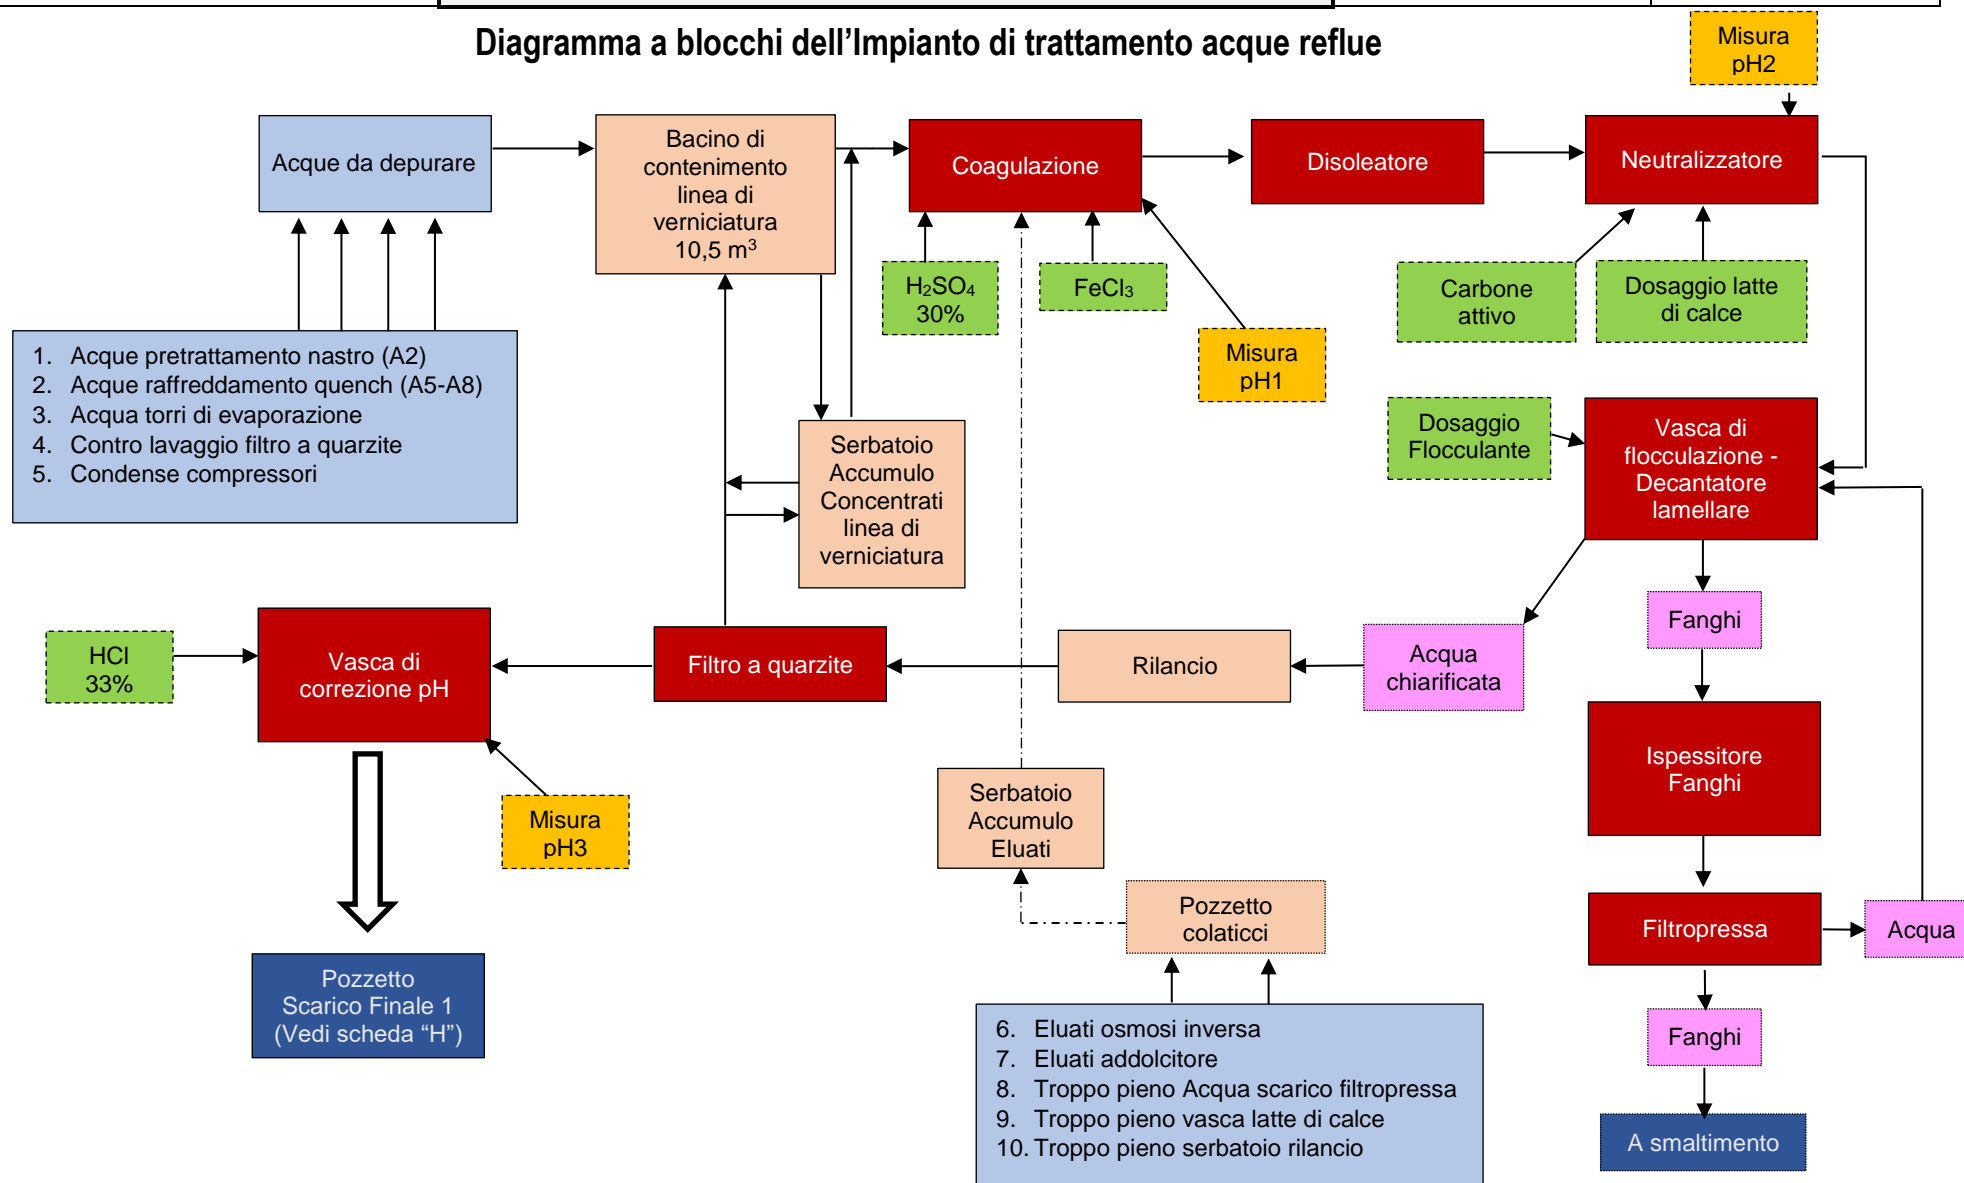 Diagramma a blocchi dell’Impianto di trattamento acque reflue
Misura
pH2
Acque da depurare
Bacino di
contenimento
linea di
verniciatura
10,5 m³
Coagulazione
Disoleatore
Neutralizzatore
H₂SO₄
30%
FeCl₃
Misura
pH1
Carbone
attivo
Dosaggio latte
di calce
1. Acque pretrattamento nastro (A2)
2. Acque raffreddamento quench (A5-A8)
3. Acqua torri di evaporazione
4. Contro lavaggio filtro a quarzite
5. Condense compressori
Serbatoio
Accumulo
Concentrati
linea di
verniciatura
Dosaggio
Flocculante
Vasca di
flocculazione -
Decantatore
lamellare
Fanghi
HCl
33%
Vasca di
correzione pH
Filtro a quarzite
Rilancio
Acqua
chiarificata
Ispessitore
Fanghi
Misura
pH3
Serbatoio
Accumulo
Eluati
Pozzetto
colaticci
Filtropressa
Acqua
Pozzetto
Scarico Finale 1
(Vedi scheda “H”)
6. Eluati osmosi inversa
7. Eluati addolcitore
8. Troppo pieno Acqua scarico filtropressa
9. Troppo pieno vasca latte di calce
10. Troppo pieno serbatoio rilancio
Fanghi
A smaltimento